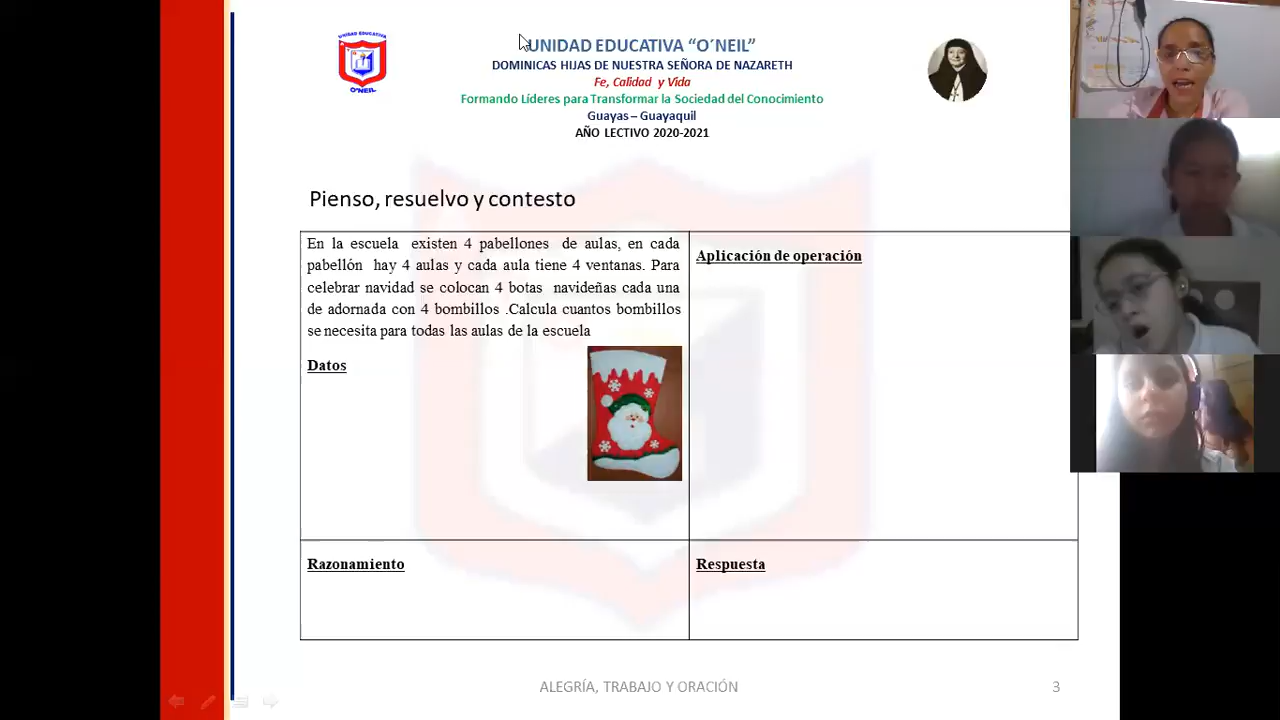 UNIDAD EDUCATIVA
O'NEIL
UNIDAD EDUCATIVA “O´NEIL”
DOMINICAS HIJAS DE NUESTRA SEÑORA DE NAZARETH
Fe, Calidad y Vida
Formando Líderes para Transformar la Sociedad del Conocimiento
Guayas – Guayaquil
AÑO LECTIVO 2020-2021
Pienso, resuelvo y contesto
En la escuela existen 4 pabellones de aulas, en cada
pabellón hay 4 aulas y cada aula tiene 4 ventanas. Para
celebrar navidad se colocan 4 botas navideñas cada una
de adornada con 4 bombillos .Calcula cuantos bombillos
se necesita para todas las aulas de la escuela
Datos
Aplicación de operación
Razonamiento
Respuesta
ALEGRÍA, TRABAJO Y ORACIÓN
3